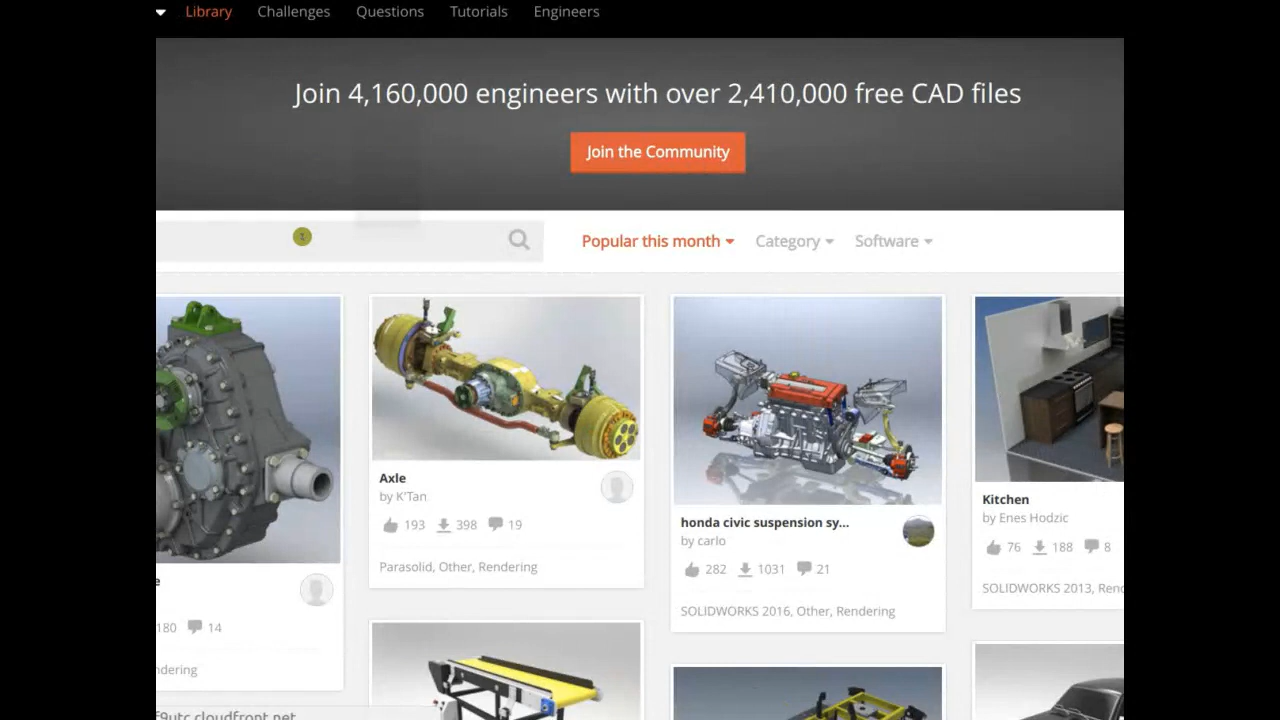 Library Challenges Questions Tutorials Engineers
Join 4,160,000 engineers with over 2,410,000 free CAD files
Join the Community
Popular this month Category Software
Axle
by K'Tan
193 398 19
Parasolid, Other, Rendering
honda civic suspension sy...
by carlo
282 1031 21
SOLIDWORKS 2016, Other, Rendering
Kitchen
by Enes Hodzic
76 188 8
SOLIDWORKS 2013, Rend
e
180 14
ndering
f9utc.cloudfront.net